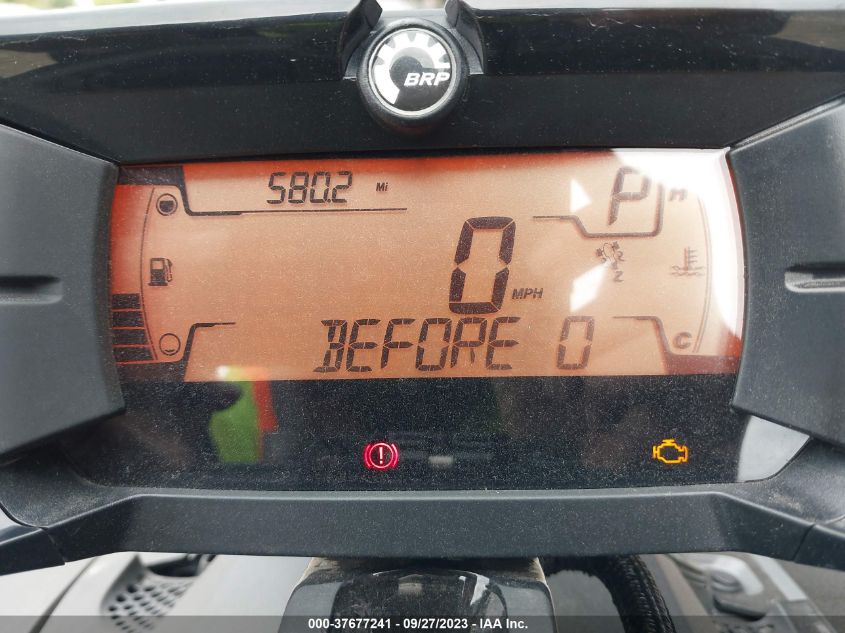 BRP
580.2 Mi
P H
0 MPH
BEFORE 0 C
000-37677241 / 09/27/2023 - IAA Inc.